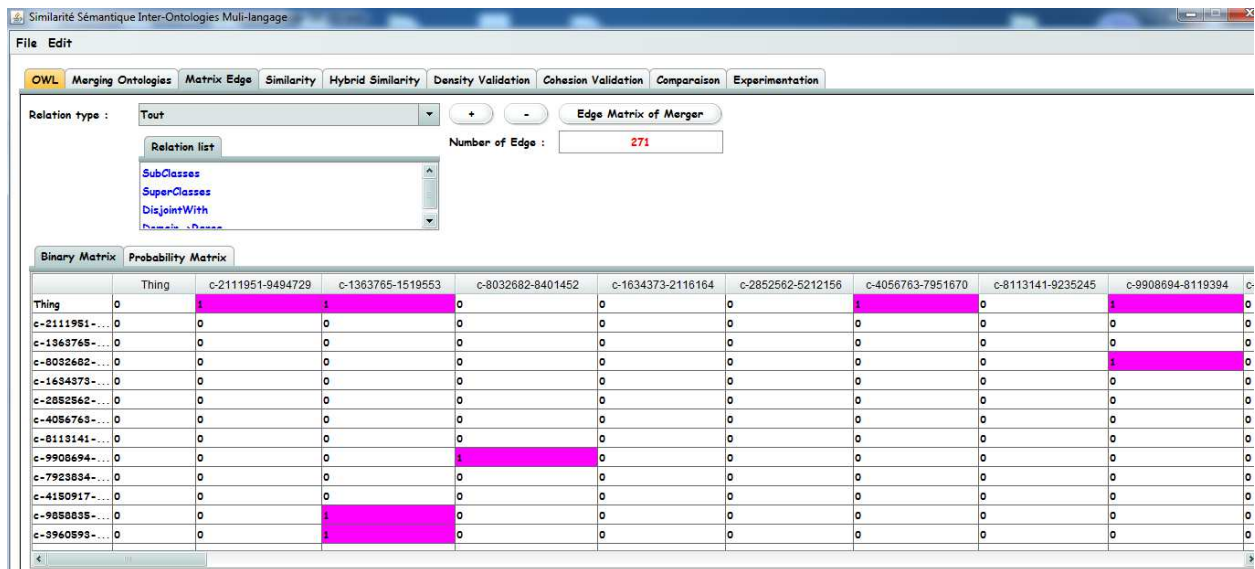 Similarité Sémantique Inter-Ontologies Muli-langage
File Edit
OWL Merging Ontologies Matrix Edge Similarity Hybrid Similarity Density Validation Cohesion Validation Comparaison Experimentation
Relation type : Tout + - Edge Matrix of Merger
Relation list Number of Edge : 271
SubClasses
SuperClasses
DisjointWith
Binary Matrix Probability Matrix
Thing c-2111951-9494729 c-1363765-1519553 c-8032682-8401452 c-1634373-2116164 c-2852562-5212156 c-4056763-7951670 c-8113141-9235245 c-9908694-8119394 c-
Thing 0 1 1 0 0 0 1 0 1 0
c-2111951-... 0 0 0 0 0 0 0 0 0 0
c-1363765-... 0 0 0 0 0 0 0 0 0 0
c-8032682-... 0 0 0 0 0 0 0 0 1 0
c-1634373-... 0 0 0 0 0 0 0 0 0 0
c-2852562-... 0 0 0 0 0 0 0 0 0 0
c-4056763-... 0 0 0 0 0 0 0 0 0 0
c-8113141-... 0 0 0 0 0 0 0 0 0 0
c-9908694-... 0 0 0 1 0 0 0 0 0 0
c-7923834-... 0 0 0 0 0 0 0 0 0 0
c-4150917-... 0 0 0 0 0 0 0 0 0 0
c-9858835-... 0 0 1 0 0 0 0 0 0 0
c-3960593-... 0 0 1 0 0 0 0 0 0 0